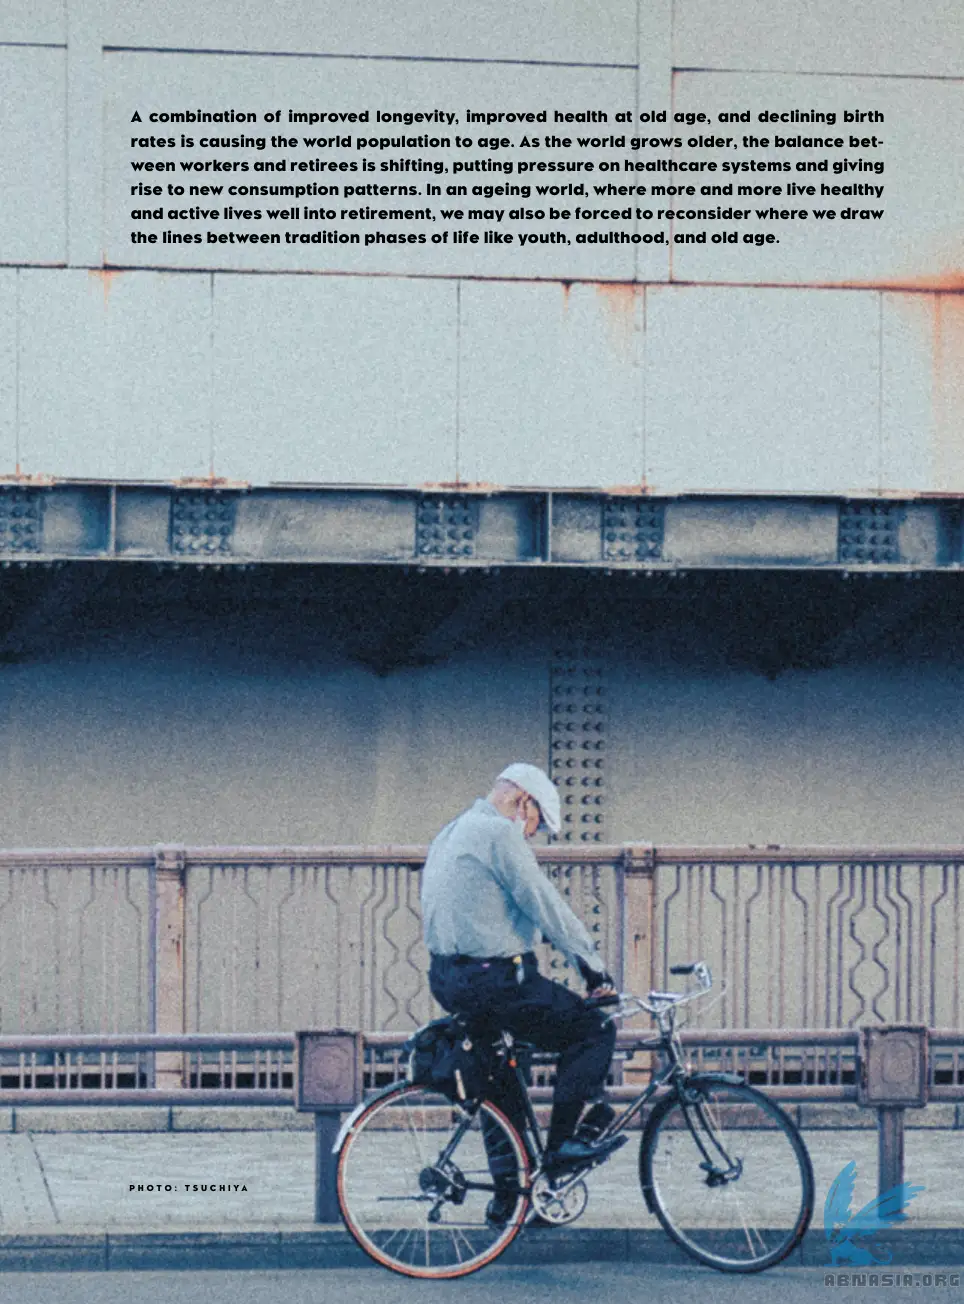 A combination of improved longevity, improved health at old age, and declining birth
rates is causing the world population to age. As the world grows older, the balance bet-
ween workers and retirees is shifting, putting pressure on healthcare systems and giving
rise to new consumption patterns. In an ageing world, where more and more live healthy
and active lives well into retirement, we may also be forced to reconsider where we draw
the lines between tradition phases of life like youth, adulthood, and old age.
PHOTO: TSUCHIYA
ABNASIA.ORG